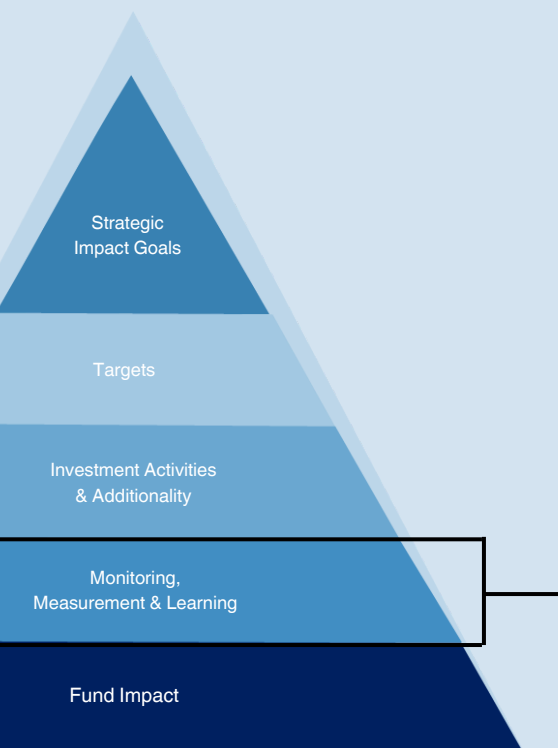 Strategic
Impact Goals
Targets
Investment Activities
& Additionality
Monitoring,
Measurement & Learning
Fund Impact